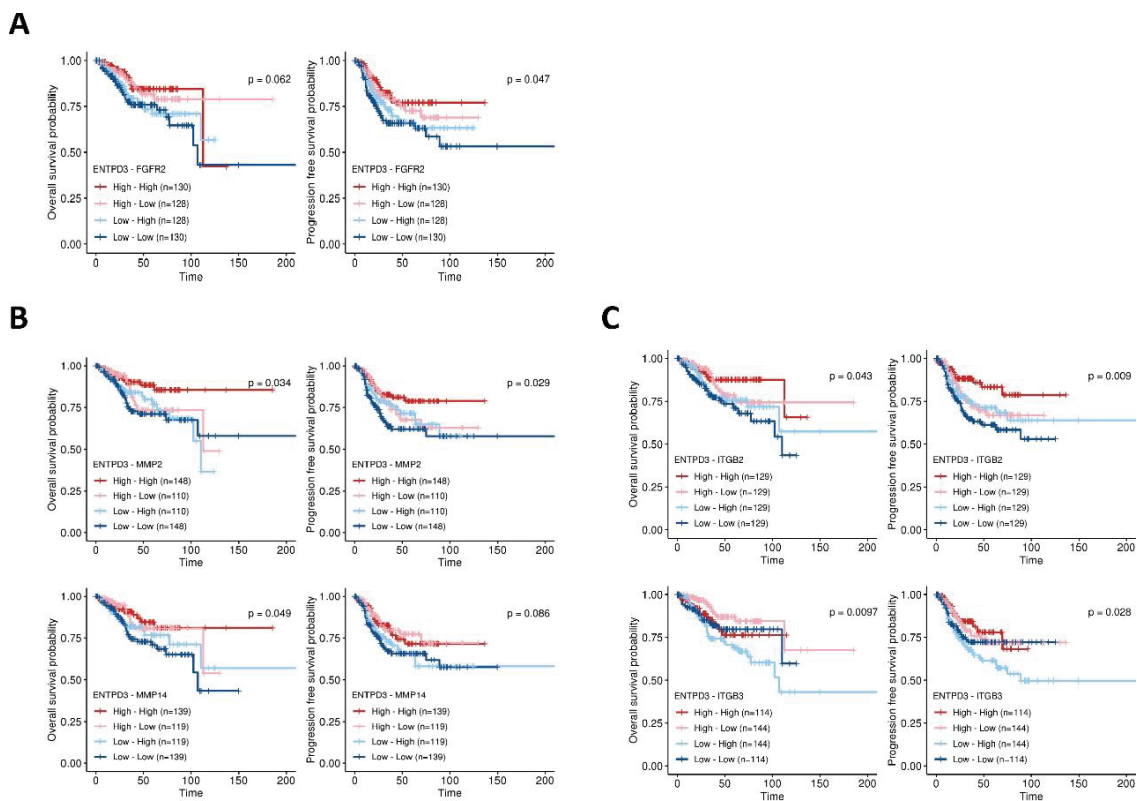 A
Overall survival probability
1.00
0.75
0.50
0.25
0.00
p = 0.062
ENTPD3 - FGFR2
High - High (n=130)
High - Low (n=128)
Low - High (n=128)
Low - Low (n=130)
0 50 100 150 200
Time
Progression free survival probability
1.00
0.75
0.50
0.25
0.00
p = 0.047
ENTPD3 - FGFR2
High - High (n=130)
High - Low (n=128)
Low - High (n=128)
Low - Low (n=130)
0 50 100 150 200
Time
B
Overall survival probability
1.00
0.75
0.50
0.25
0.00
p = 0.034
ENTPD3 - MMP2
High - High (n=148)
High - Low (n=110)
Low - High (n=110)
Low - Low (n=148)
0 50 100 150 200
Time
Progression free survival probability
1.00
0.75
0.50
0.25
0.00
p = 0.029
ENTPD3 - MMP2
High - High (n=148)
High - Low (n=110)
Low - High (n=110)
Low - Low (n=148)
0 50 100 150 200
Time
Overall survival probability
1.00
0.75
0.50
0.25
0.00
p = 0.049
ENTPD3 - MMP14
High - High (n=139)
High - Low (n=119)
Low - High (n=119)
Low - Low (n=139)
0 50 100 150 200
Time
Progression free survival probability
1.00
0.75
0.50
0.25
0.00
p = 0.086
ENTPD3 - MMP14
High - High (n=139)
High - Low (n=119)
Low - High (n=119)
Low - Low (n=139)
0 50 100 150 200
Time
C
Overall survival probability
1.00
0.75
0.50
0.25
0.00
p = 0.043
ENTPD3 - ITGB2
High - High (n=129)
High - Low (n=129)
Low - High (n=129)
Low - Low (n=129)
0 50 100 150 200
Time
Progression free survival probability
1.00
0.75
0.50
0.25
0.00
p = 0.009
ENTPD3 - ITGB2
High - High (n=129)
High - Low (n=129)
Low - High (n=129)
Low - Low (n=129)
0 50 100 150 200
Time
Overall survival probability
1.00
0.75
0.50
0.25
0.00
p = 0.0097
ENTPD3 - ITGB3
High - High (n=114)
High - Low (n=144)
Low - High (n=144)
Low - Low (n=114)
0 50 100 150 200
Time
Progression free survival probability
1.00
0.75
0.50
0.25
0.00
p = 0.028
ENTPD3 - ITGB3
High - High (n=114)
High - Low (n=144)
Low - High (n=144)
Low - Low (n=114)
0 50 100 150 200
Time